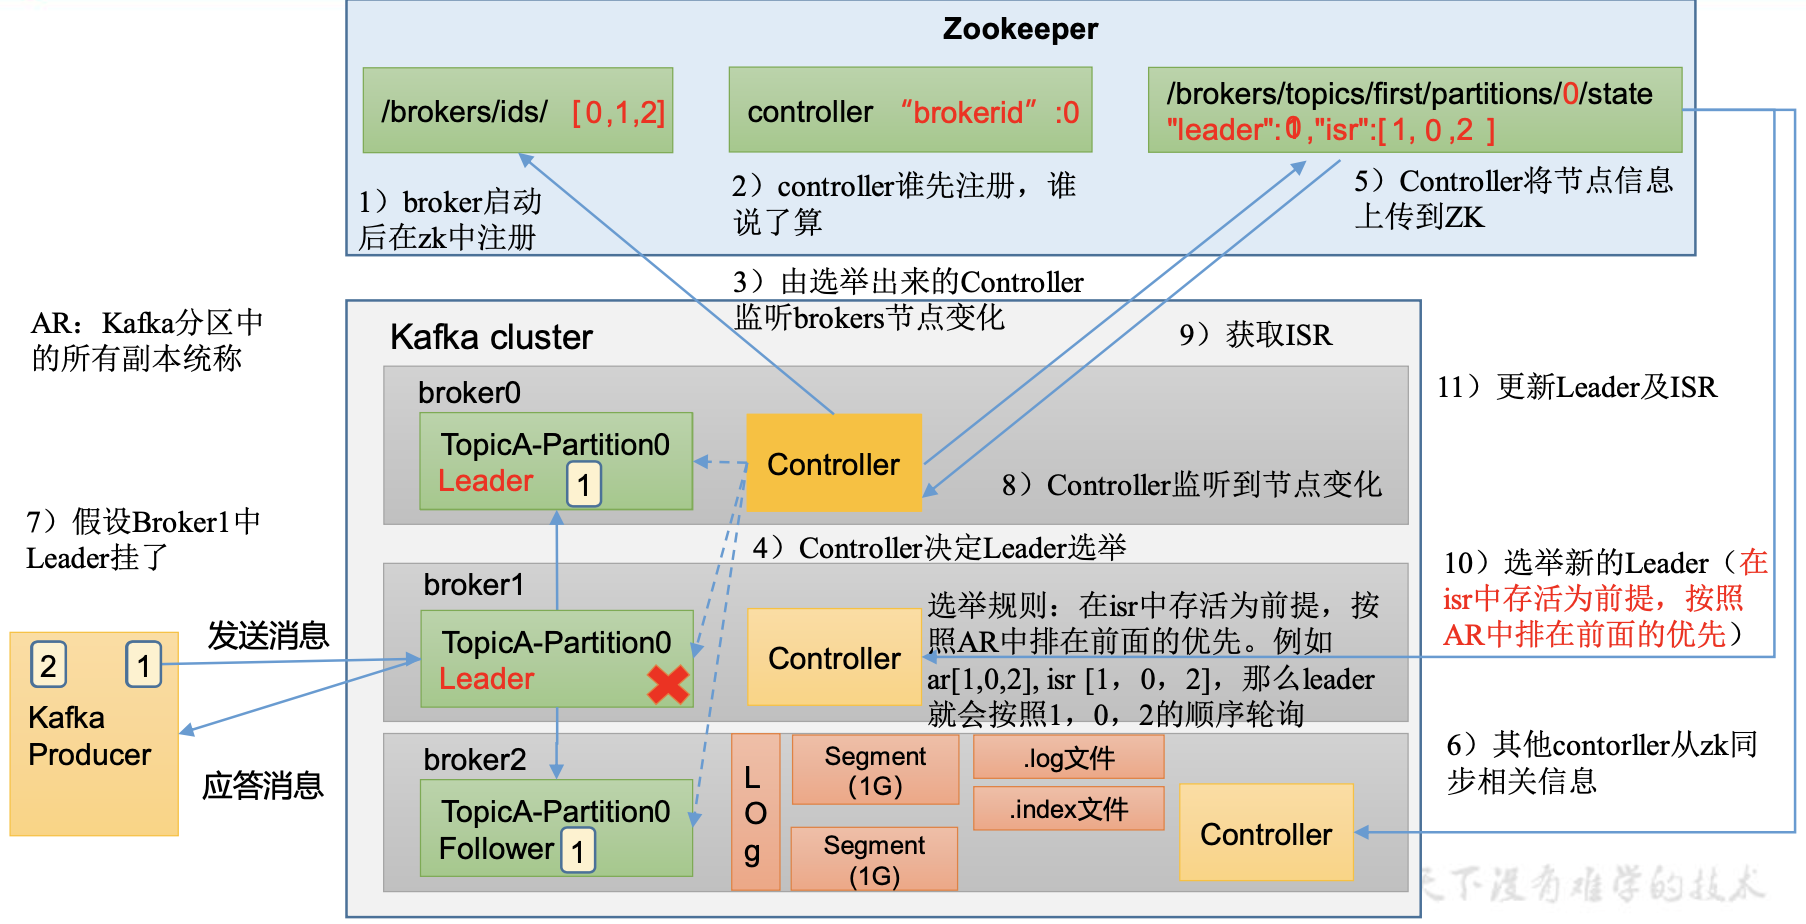 Zookeeper
/brokers/ids/ [0,1,2]
controller “brokerid” :0
/brokers/topics/first/partitions/0/state
"leader": ,"isr":[ 1, 0 ,2 ]
1）broker启动
后在zk中注册
2）controller谁先注册，谁
说了算
5）Controller将节点信息
上传到ZK
3）由选举出来的Controller
监听brokers节点变化
AR：Kafka分区中
的所有副本统称
Kafka cluster
9）获取ISR
11）更新Leader及ISR
broker0
TopicA-Partition0
Leader
1
Controller
8）Controller监听到节点变化
7）假设Broker1中
Leader挂了
4）Controller决定Leader选举
broker1
TopicA-Partition0
Leader
Controller
选举规则：在isr中存活为前提，按
照AR中排在前面的优先。例如
ar[1,0,2], isr [1，0，2]，那么leader
就会按照1，0，2的顺序轮询
10）选举新的Leader（在
isr中存活为前提，按照
AR中排在前面的优先）
2
1
Kafka
Producer
发送消息
应答消息
broker2
TopicA-Partition0
Follower
1
L
O
g
Segment
(1G)
Segment
(1G)
.log文件
.index文件
Controller
6）其他contorller从zk同
步相关信息
天下没有难学的技术